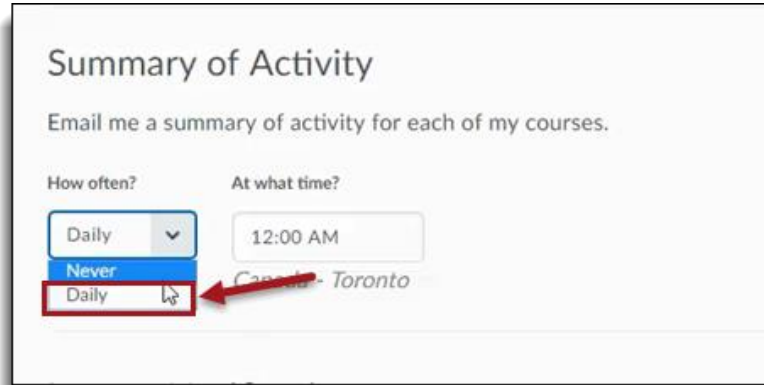 Summary of Activity
Email me a summary of activity for each of my courses.
How often? At what time?
Daily 12:00 AM
Never
Daily Canada - Toronto